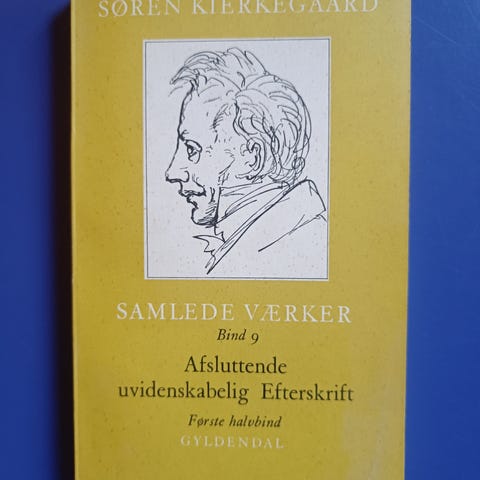 SØREN KIERKEGAARD
SAMLEDE VÆRKER
Bind 9
Afsluttende
uvidenskabelig Efterskrift
Første halvbind
GYLDENDAL